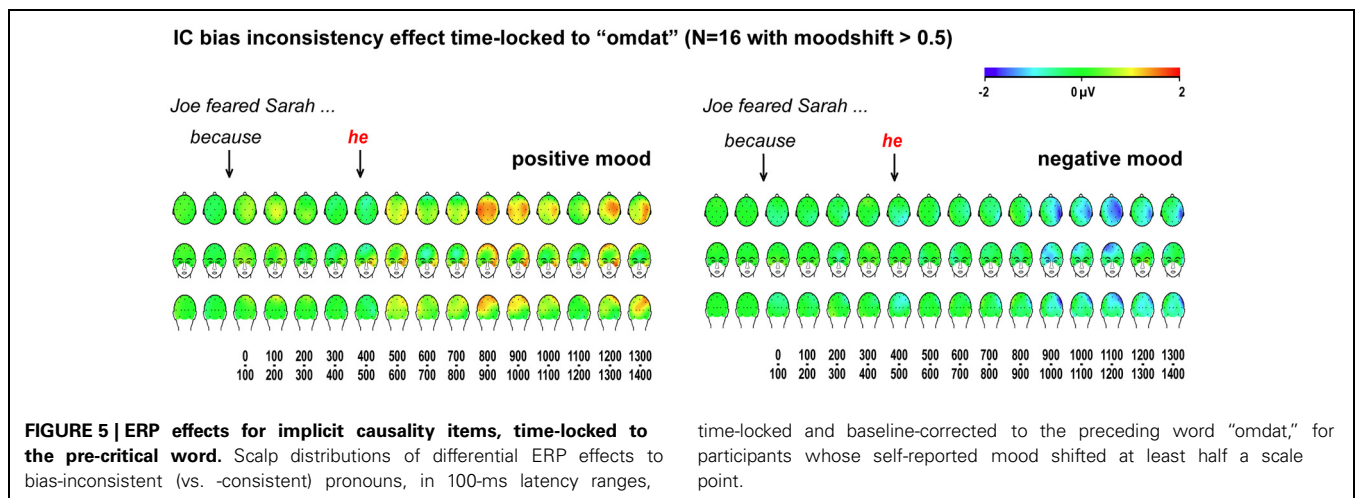 IC bias inconsistency effect time-locked to “omdat” (N=16 with moodshift > 0.5)
-2 0 µV 2
Joe feared Sarah ...
because he
positive mood
0 100 200 300 400 500 600 700 800 900 1000 1100 1200 1300
100 200 300 400 500 600 700 800 900 1000 1100 1200 1300 1400
Joe feared Sarah ...
because he
negative mood
0 100 200 300 400 500 600 700 800 900 1000 1100 1200 1300
100 200 300 400 500 600 700 800 900 1000 1100 1200 1300 1400
FIGURE 5 | ERP effects for implicit causality items, time-locked to
the pre-critical word. Scalp distributions of differential ERP effects to
bias-inconsistent (vs. -consistent) pronouns, in 100-ms latency ranges,
time-locked and baseline-corrected to the preceding word “omdat,” for
participants whose self-reported mood shifted at least half a scale
point.